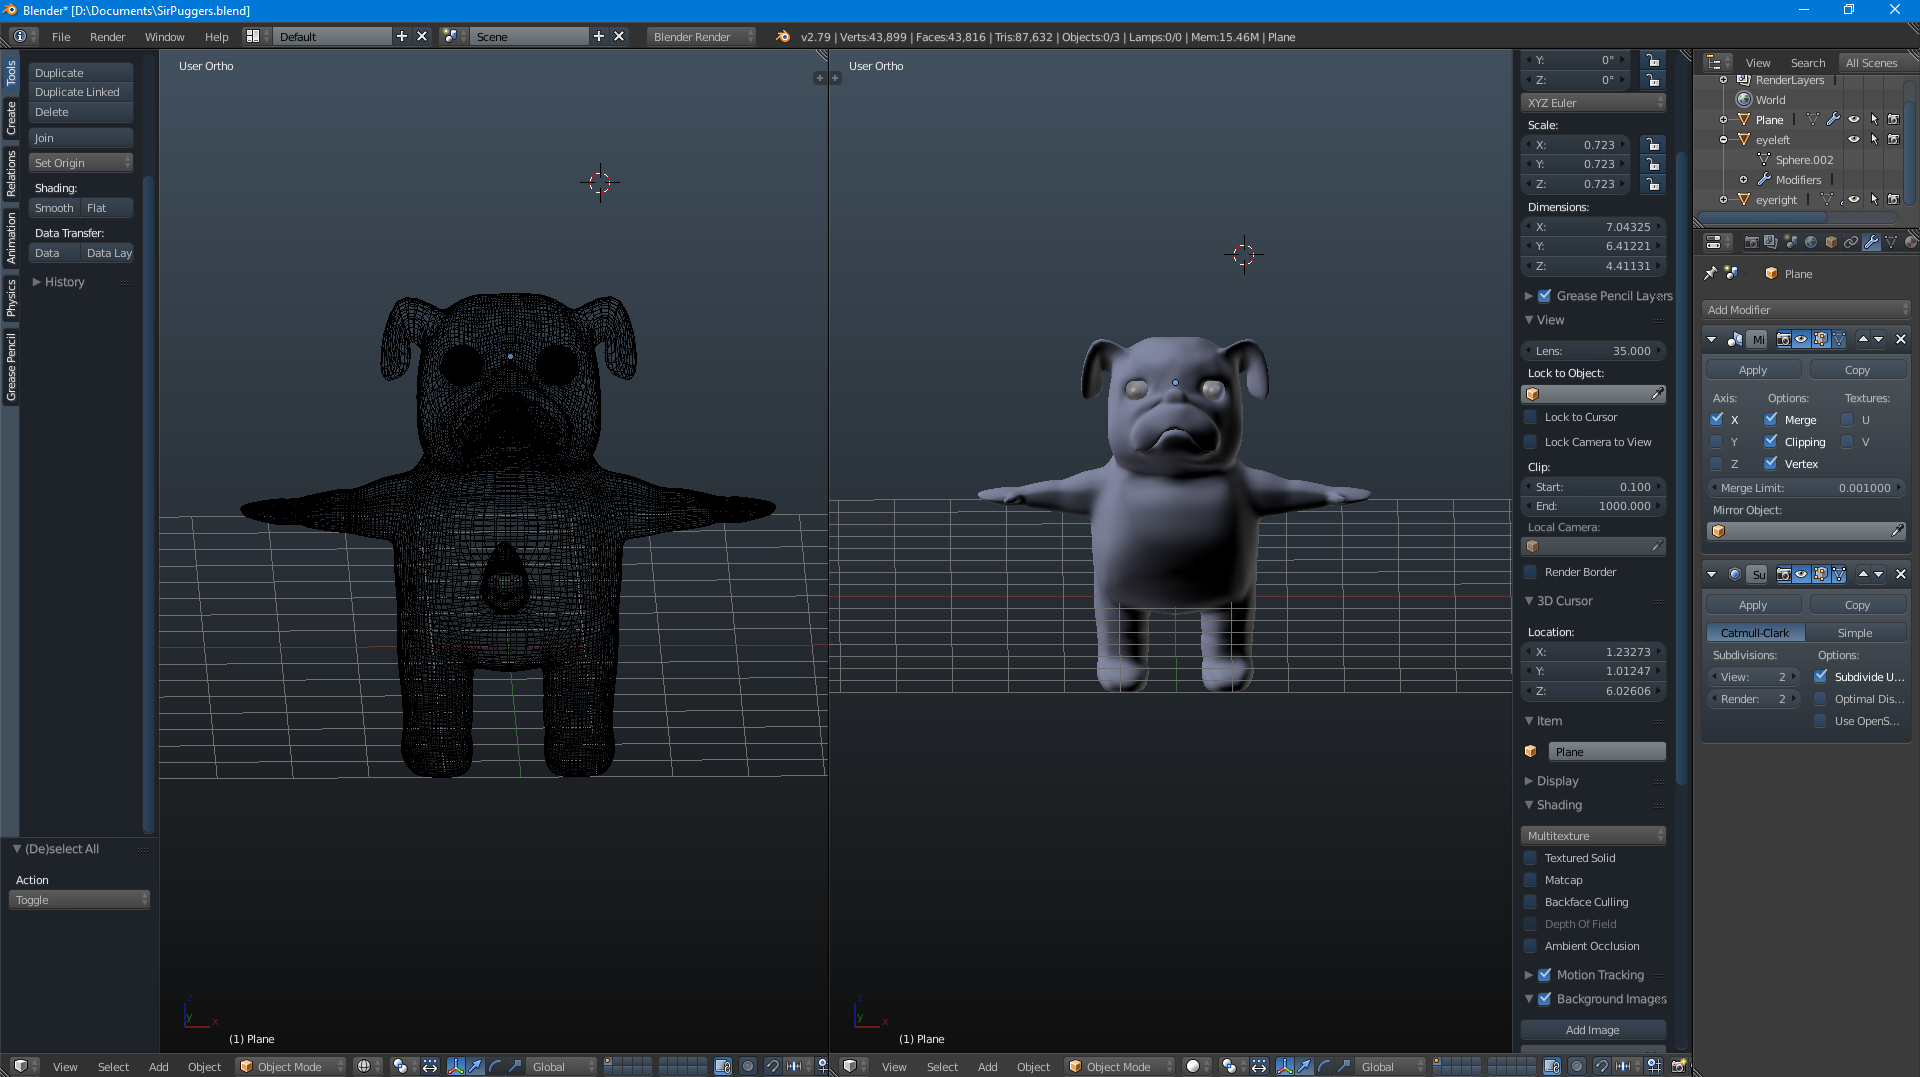 Blender* [D:\Documents\SirPuggers.blend]
File Render Window Help Default Scene Blender Render v2.79 | Verts:43,899 | Faces:43,816 | Tris:87,632 | Objects:0/3 | Lamps:0/0 | Mem:15.46M | Plane
Tools
Create
Relations
Animation
Physics
Grease Pencil
Duplicate
Duplicate Linked
Delete
Join
Set Origin
Shading:
Smooth Flat
Data Transfer:
Data Data Lay
History
(De)select All
Action
Toggle
User Ortho
z
y x
(1) Plane
View Select Add Object Object Mode Global
User Ortho
z
y x
(1) Plane
View Select Add Object Object Mode Global
Y: 0°
Z: 0°
XYZ Euler
Scale:
X: 0.723
Y: 0.723
Z: 0.723
Dimensions:
X: 7.04325
Y: 6.41221
Z: 4.41131
Grease Pencil Layers
View
Lens: 35.000
Lock to Object:
Lock to Cursor
Lock Camera to View
Clip:
Start: 0.100
End: 1000.000
Local Camera:
Render Border
3D Cursor
Location:
X: 1.23273
Y: 1.01247
Z: 6.02606
Item
Plane
Display
Shading
Multitexture
Textured Solid
Matcap
Backface Culling
Depth Of Field
Ambient Occlusion
Motion Tracking
Background Images
Add Image
View Search All Scenes
RenderLayers
World
Plane
eyeleft
Sphere.002
Modifiers
eyeright
Plane
Add Modifier
Mi
Apply Copy
Axis: Options: Textures:
X Merge U
Y Clipping V
Z Vertex
Merge Limit: 0.001000
Mirror Object:
Su
Apply Copy
Catmull-Clark Simple
Subdivisions: Options:
View: 2 Subdivide U...
Render: 2 Optimal Dis...
Use OpenS...